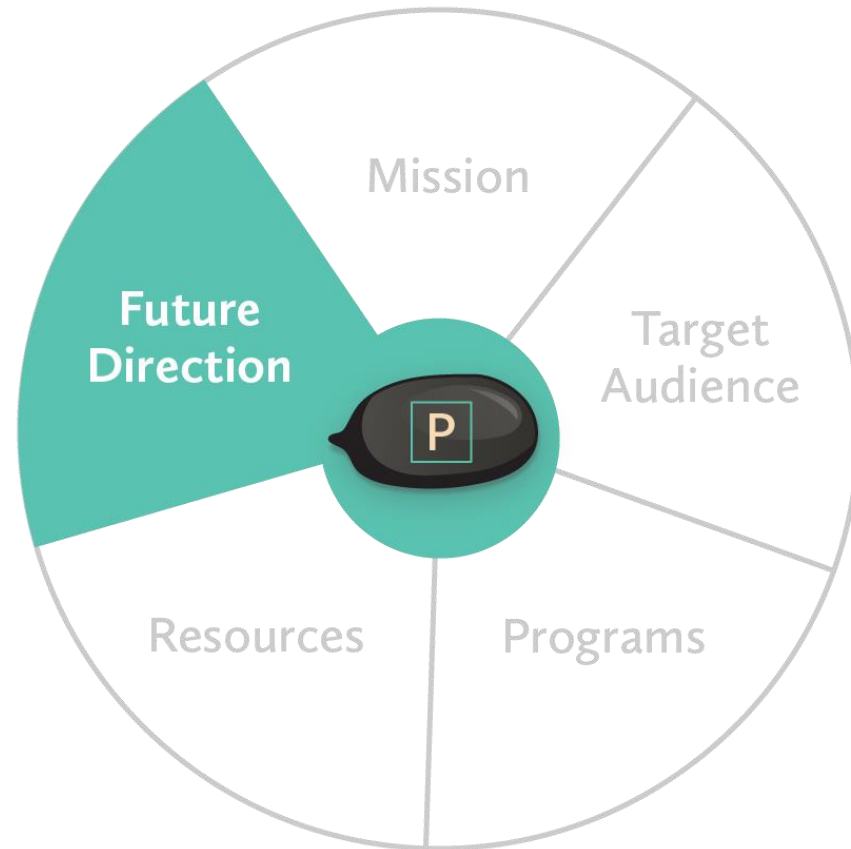 Mission
Target
Audience
Programs
Resources
Future
Direction
P